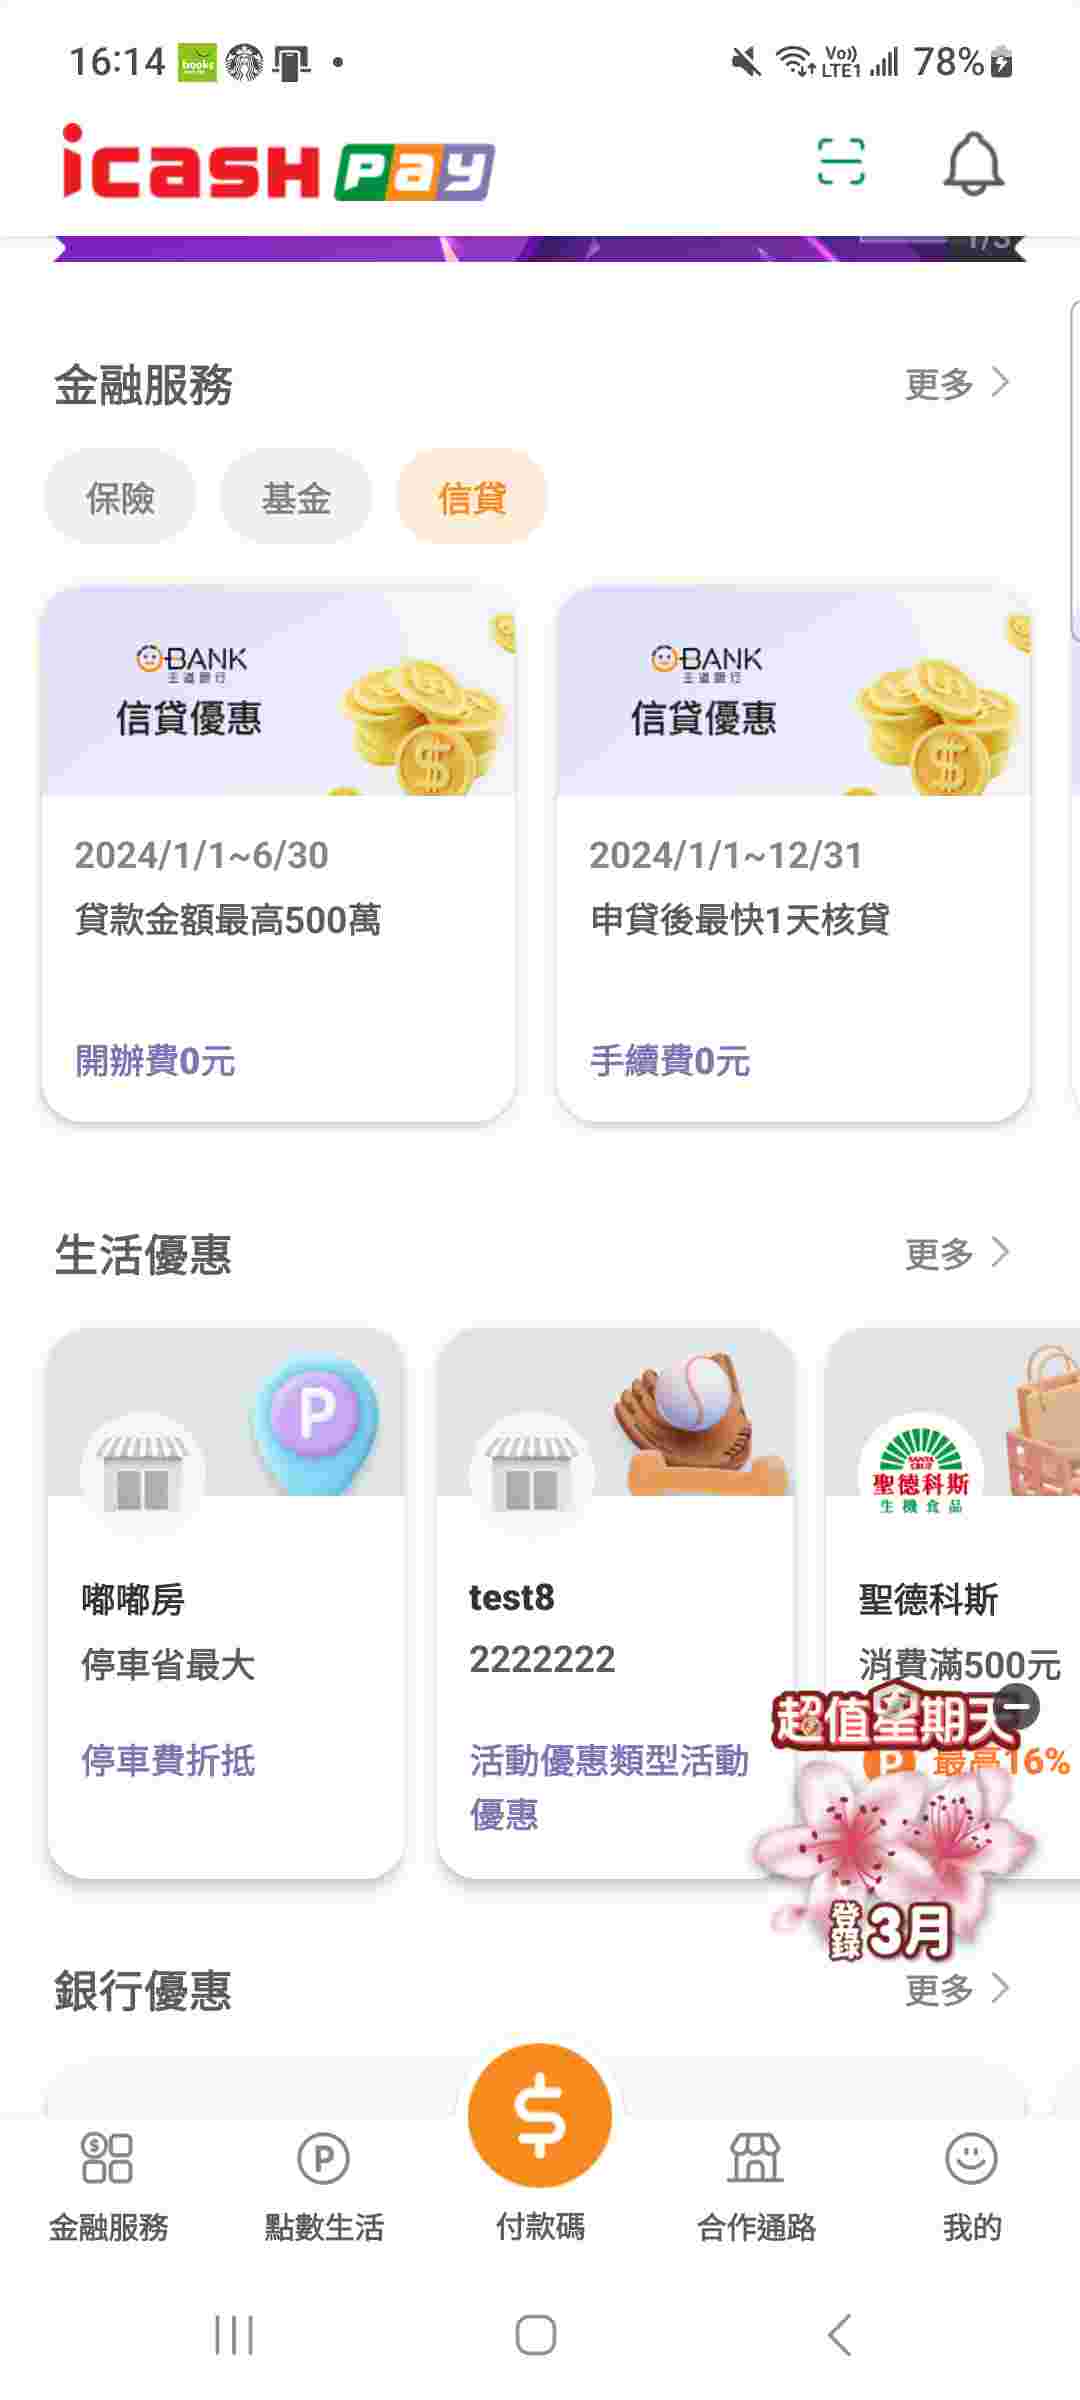 16:14 books Vo)) LTE1 78%
icash Pay
1/3
金融服務 更多
保險 基金 信貸
O-BANK
王道銀行
信貸優惠
2024/1/1~6/30
貸款金額最高500萬
開辦費0元
O-BANK
王道銀行
信貸優惠
2024/1/1~12/31
申貸後最快1天核貸
手續費0元
生活優惠 更多
P
嘟嘟房
停車省最大
停車費折抵
test8
2222222
活動優惠類型活動
優惠
SANTA CRUZ
聖德科斯
生機食品
聖德科斯
消費滿500元
P 最高16%
超值星期天
登錄3月
銀行優惠 更多
金融服務 點數生活 付款碼 合作通路 我的